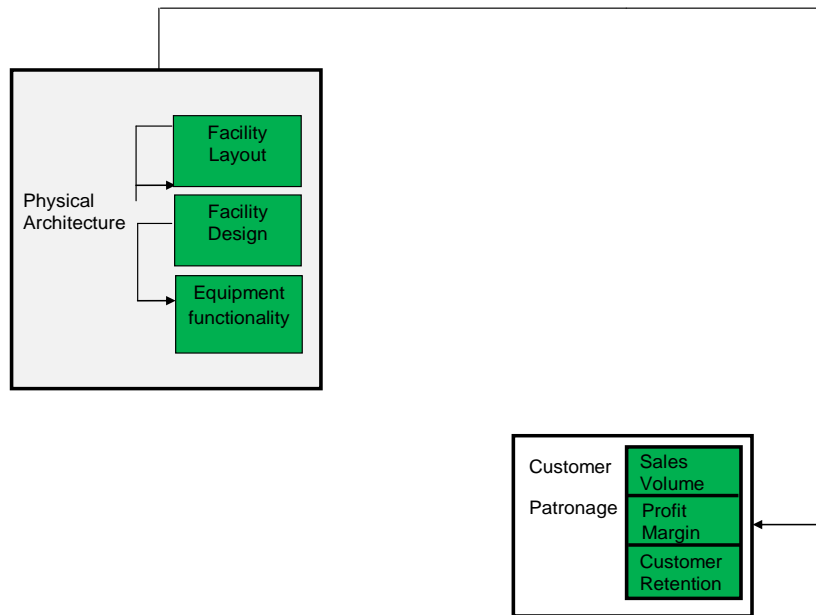 Facility
Layout
Physical
Architecture
Facility
Design
Equipment
functionality
Customer
Patronage
Sales
Volume
Profit
Margin
Customer
Retention